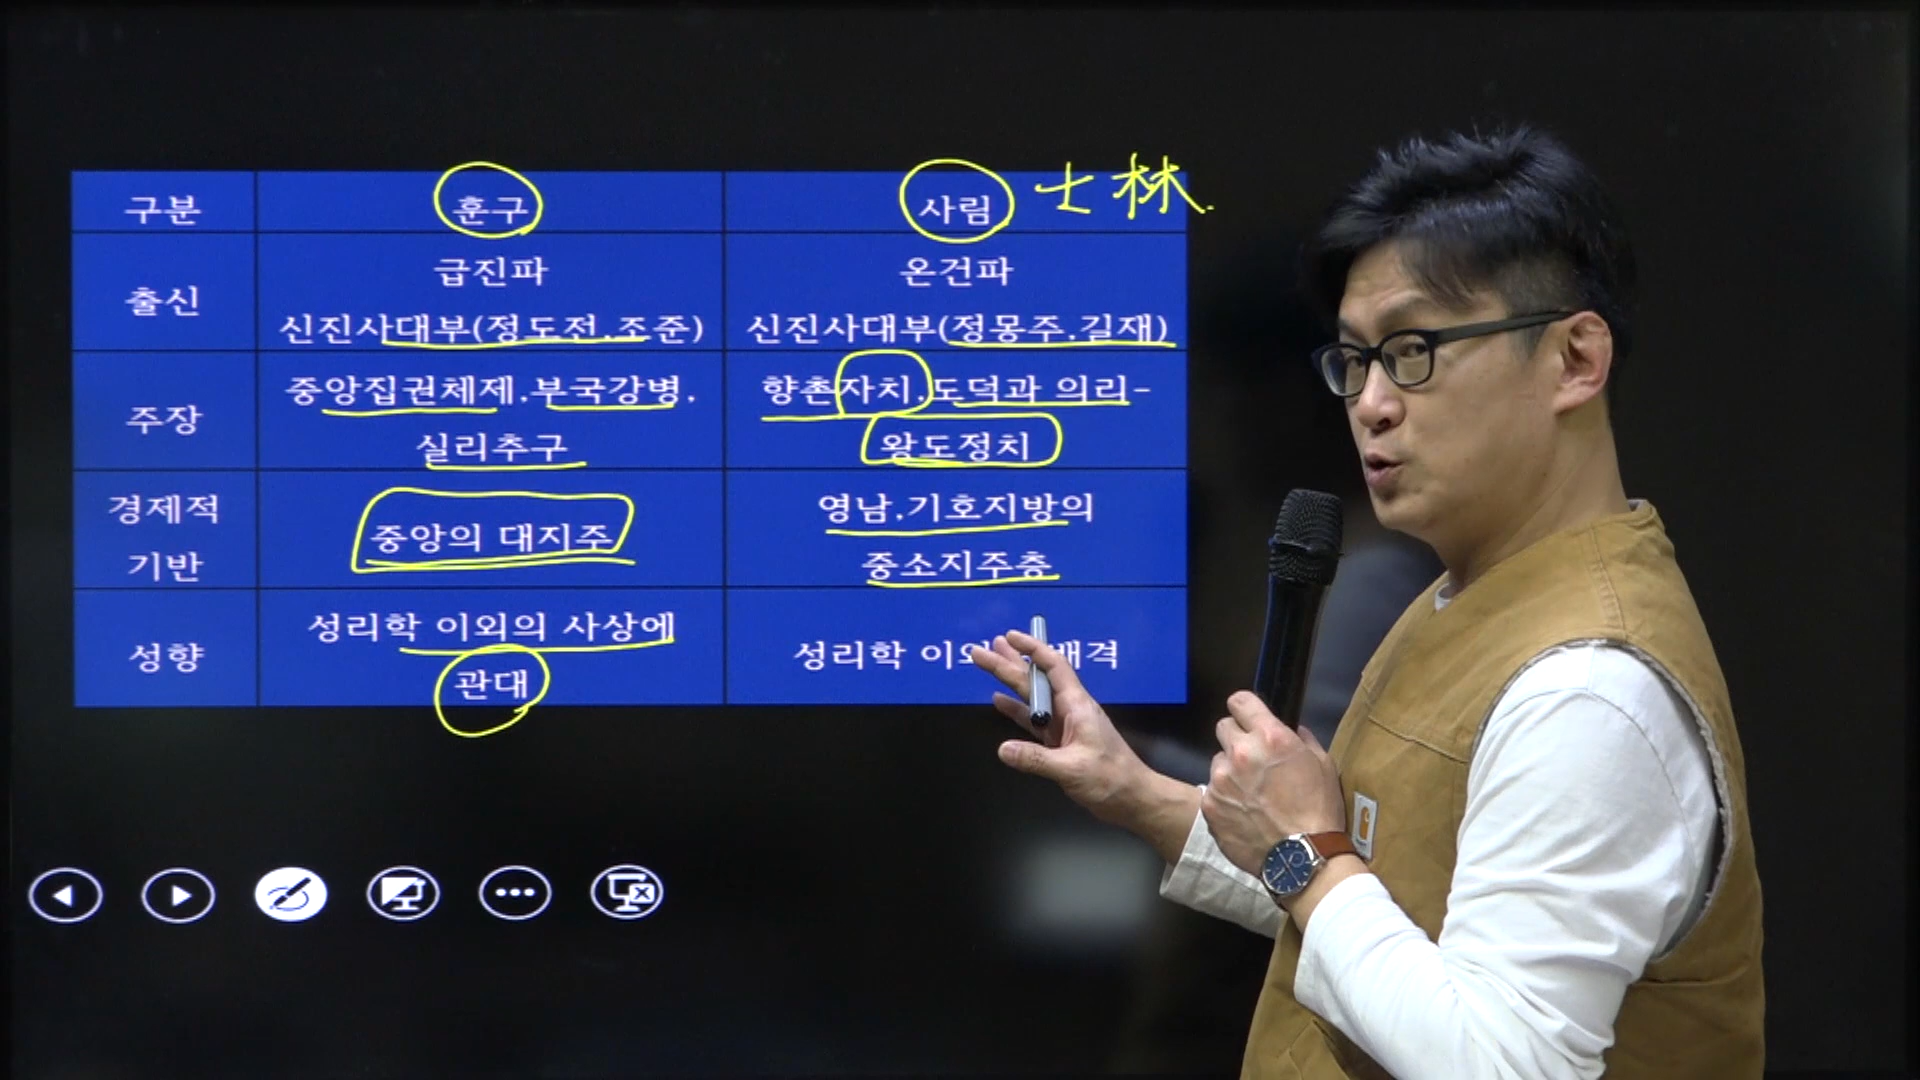 구분 훈구 사림 士林.
출신
급진파
신진사대부(정도전.조준)
온건파
신진사대부(정몽주.길재)
주장
중앙집권체제.부국강병.
실리추구
향촌자치.도덕과 의리-
왕도정치
경제적
기반
중앙의 대지주
영남.기호지방의
중소지주층
성향
성리학 이외의 사상에
관대
성리학 이외 배격